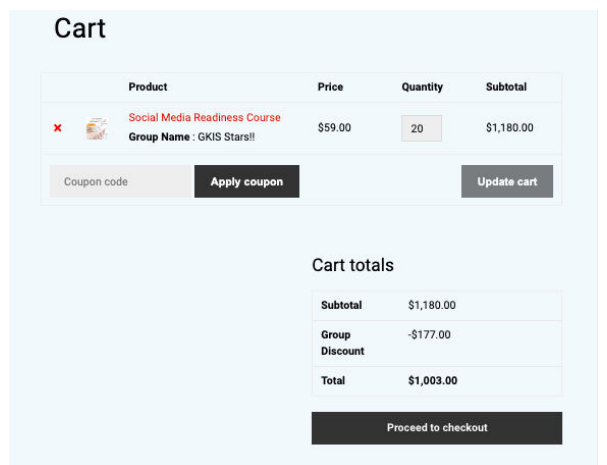 Cart
Product Price Quantity Subtotal
Social Media Readiness Course
Group Name : GKIS Stars!!
$59.00 20 $1,180.00
Coupon code Apply coupon Update cart
Cart totals
Subtotal $1,180.00
Group Discount -$177.00
Total $1,003.00
Proceed to checkout